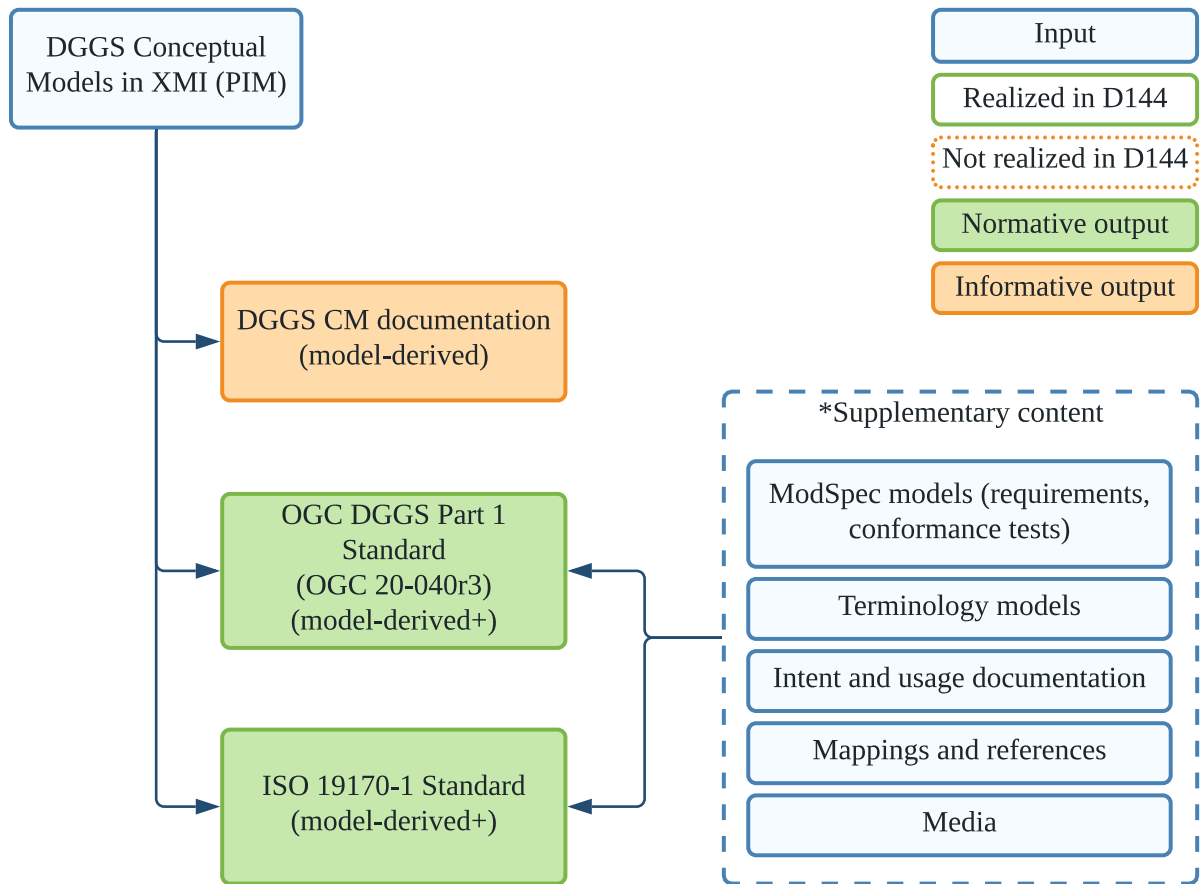 DGGS Conceptual
Models in XMI (PIM)
Input
Realized in D144
Not realized in D144
Normative output
Informative output
DGGS CM documentation
(model-derived)
OGC DGGS Part 1
Standard
(OGC 20-040r3)
(model-derived+)
ISO 19170-1 Standard
(model-derived+)
*Supplementary content
ModSpec models (requirements,
conformance tests)
Terminology models
Intent and usage documentation
Mappings and references
Media